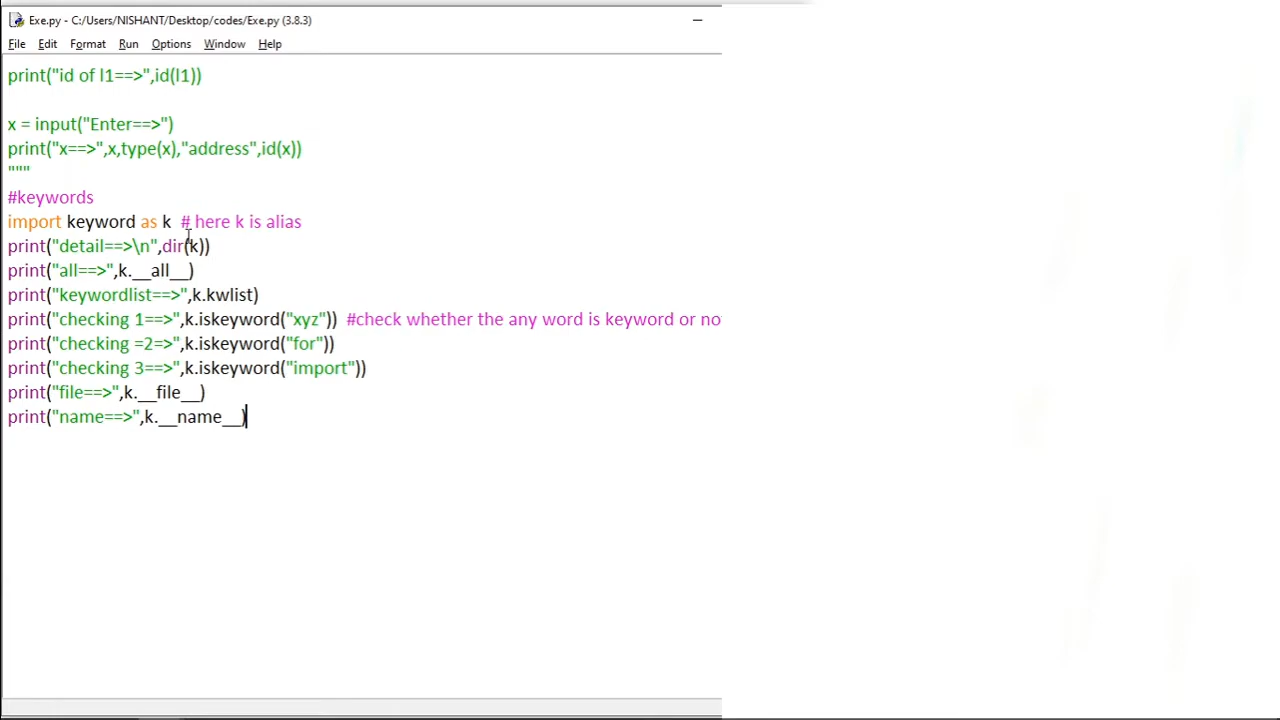 Exe.py - C:/Users/NISHANT/Desktop/codes/Exe.py (3.8.3)
File Edit Format Run Options Window Help
print("id of l1==>",id(l1))
x = input("Enter==>")
print("x==>",x,type(x),"address",id(x))
"""
#keywords
import keyword as k  # here k is alias
print("detail==>\n",dir(k))
print("all==>",k.__all__)
print("keywordlist==>",k.kwlist)
print("checking 1==>",k.iskeyword("xyz"))  #check whether the any word is keyword or no
print("checking =2=>",k.iskeyword("for"))
print("checking 3==>",k.iskeyword("import"))
print("file==>",k.__file__)
print("name==>",k.__name__)